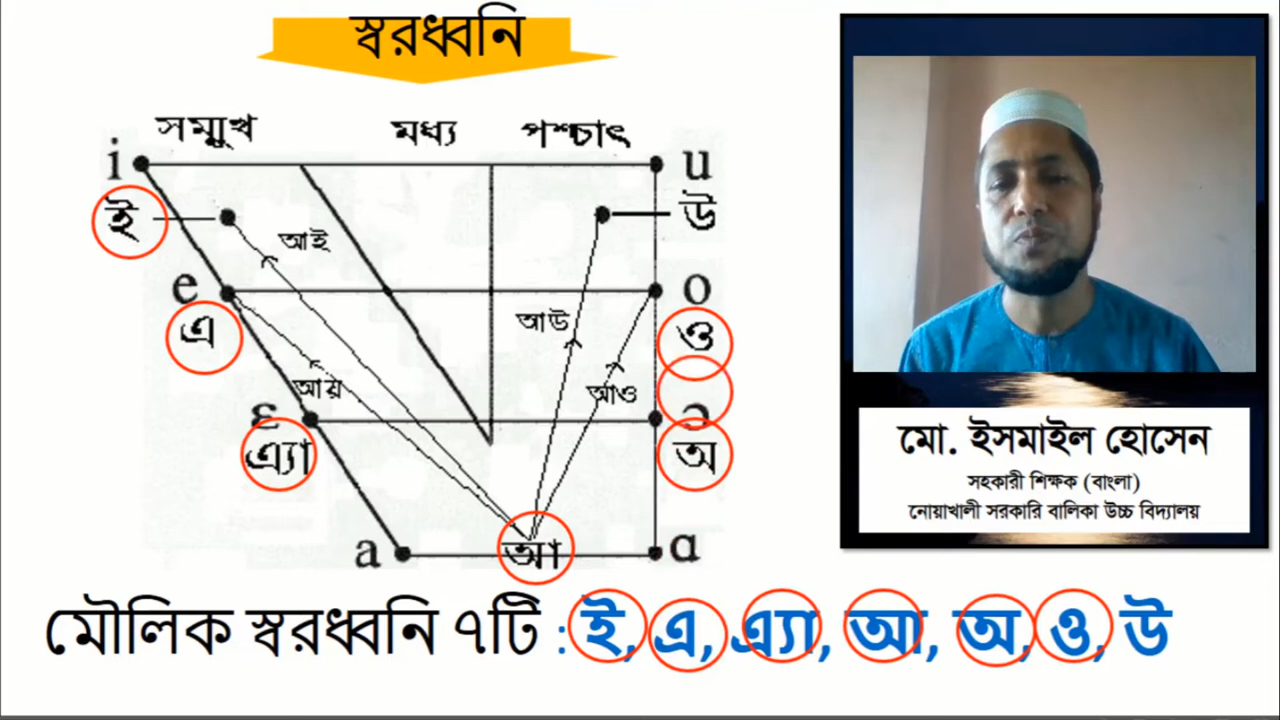 স্বরধ্বনি
সম্মুখ মধ্য পশ্চাৎ
i u
ই উ
আই
e o
এ আউ ও
আয় আও
ε ɔ
এ্যা অ
a আ ɑ
মৌলিক স্বরধ্বনি ৭টি : ই, এ, এ্যা, আ, অ, ও, উ
মো. ইসমাইল হোসেন
সহকারী শিক্ষক (বাংলা)
নোয়াখালী সরকারি বালিকা উচ্চ বিদ্যালয়